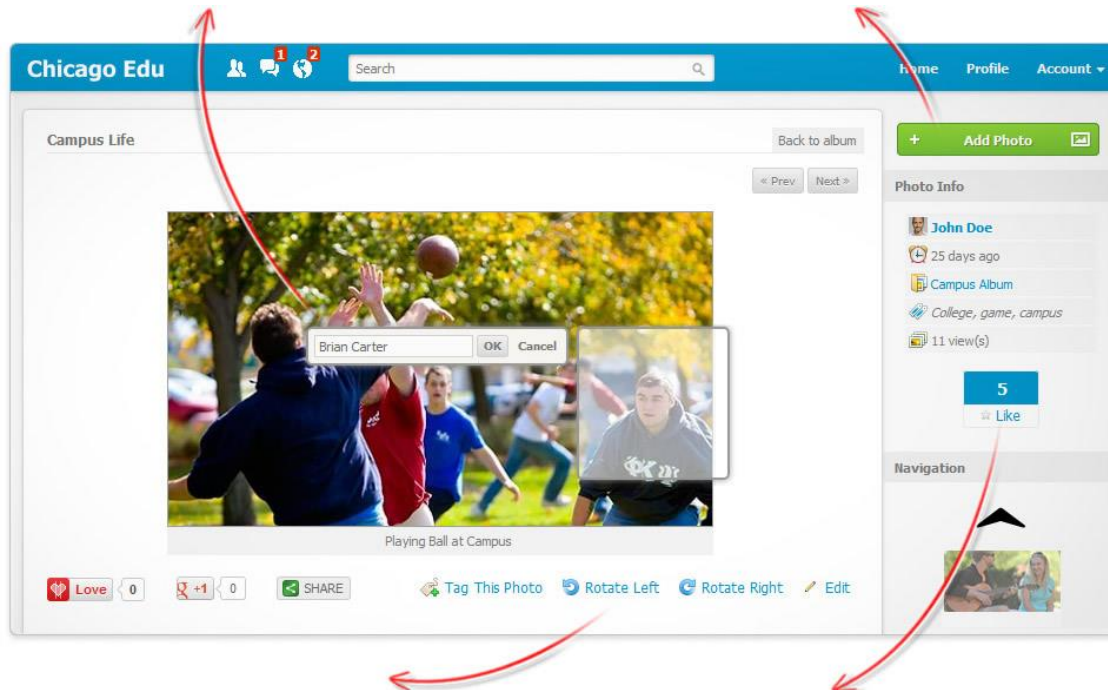 Chicago Edu
1
2
Search
Home Profile Account
Campus Life
Back to album
« Prev Next »
Brian Carter OK Cancel
Playing Ball at Campus
Love 0
+1 0
SHARE
Tag This Photo Rotate Left Rotate Right Edit
+ Add Photo
Photo Info
John Doe
25 days ago
Campus Album
College, game, campus
11 view(s)
5
Like
Navigation